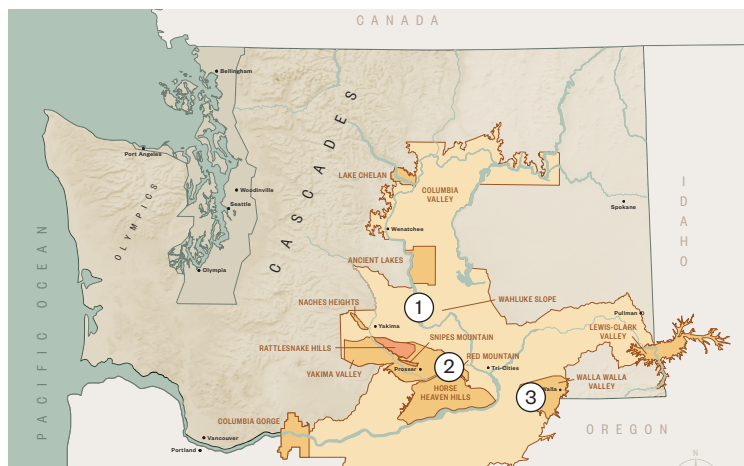 CANADA
Bellingham
CASCADES
Port Angeles
LAKE CHELAN
COLUMBIA
VALLEY
Woodinville
Seattle
OLYMPICS
Spokane
IDAHO
Wenatchee
PACIFIC OCEAN
Olympia
ANCIENT LAKES
NACHES HEIGHTS
1
WAHLUKE SLOPE
Pullman
Yakima
LEWIS-CLARK
VALLEY
SNIPES MOUNTAIN
RATTLESNAKE HILLS
RED MOUNTAIN
2
Prosser
Tri-Cities
YAKIMA VALLEY
WALLA WALLA
VALLEY
HORSE
HEAVEN HILLS
3
Walla
COLUMBIA GORGE
OREGON
Vancouver
Portland
N